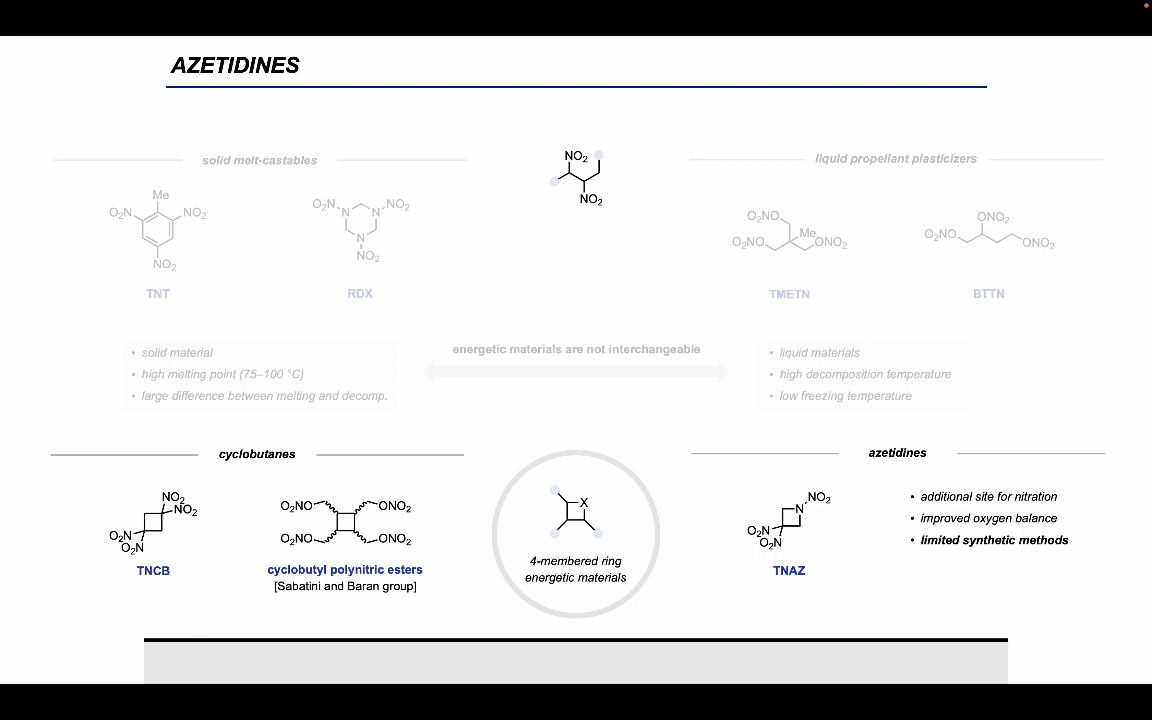 AZETIDINES
solid melt-castables
Me
O₂N
NO₂
NO₂
TNT
O₂N
N
N
NO₂
N
NO₂
RDX
NO₂
NO₂
liquid propellant plasticizers
ONO₂
Me
ONO₂
ONO₂
TMETN
ONO₂
O₂NO
ONO₂
BTTN
• solid material
• high melting point (75–100 °C)
• large difference between melting and decomp.
energetic materials are not interchangeable
• liquid materials
• high decomposition temperature
• low freezing temperature
cyclobutanes
NO₂
NO₂
O₂N
O₂N
TNCB
O₂NO
ONO₂
O₂NO
ONO₂
cyclobutyl polynitric esters
[Sabatini and Baran group]
X
4-membered ring
energetic materials
azetidines
NO₂
N
O₂N
O₂N
TNAZ
• additional site for nitration
• improved oxygen balance
• limited synthetic methods